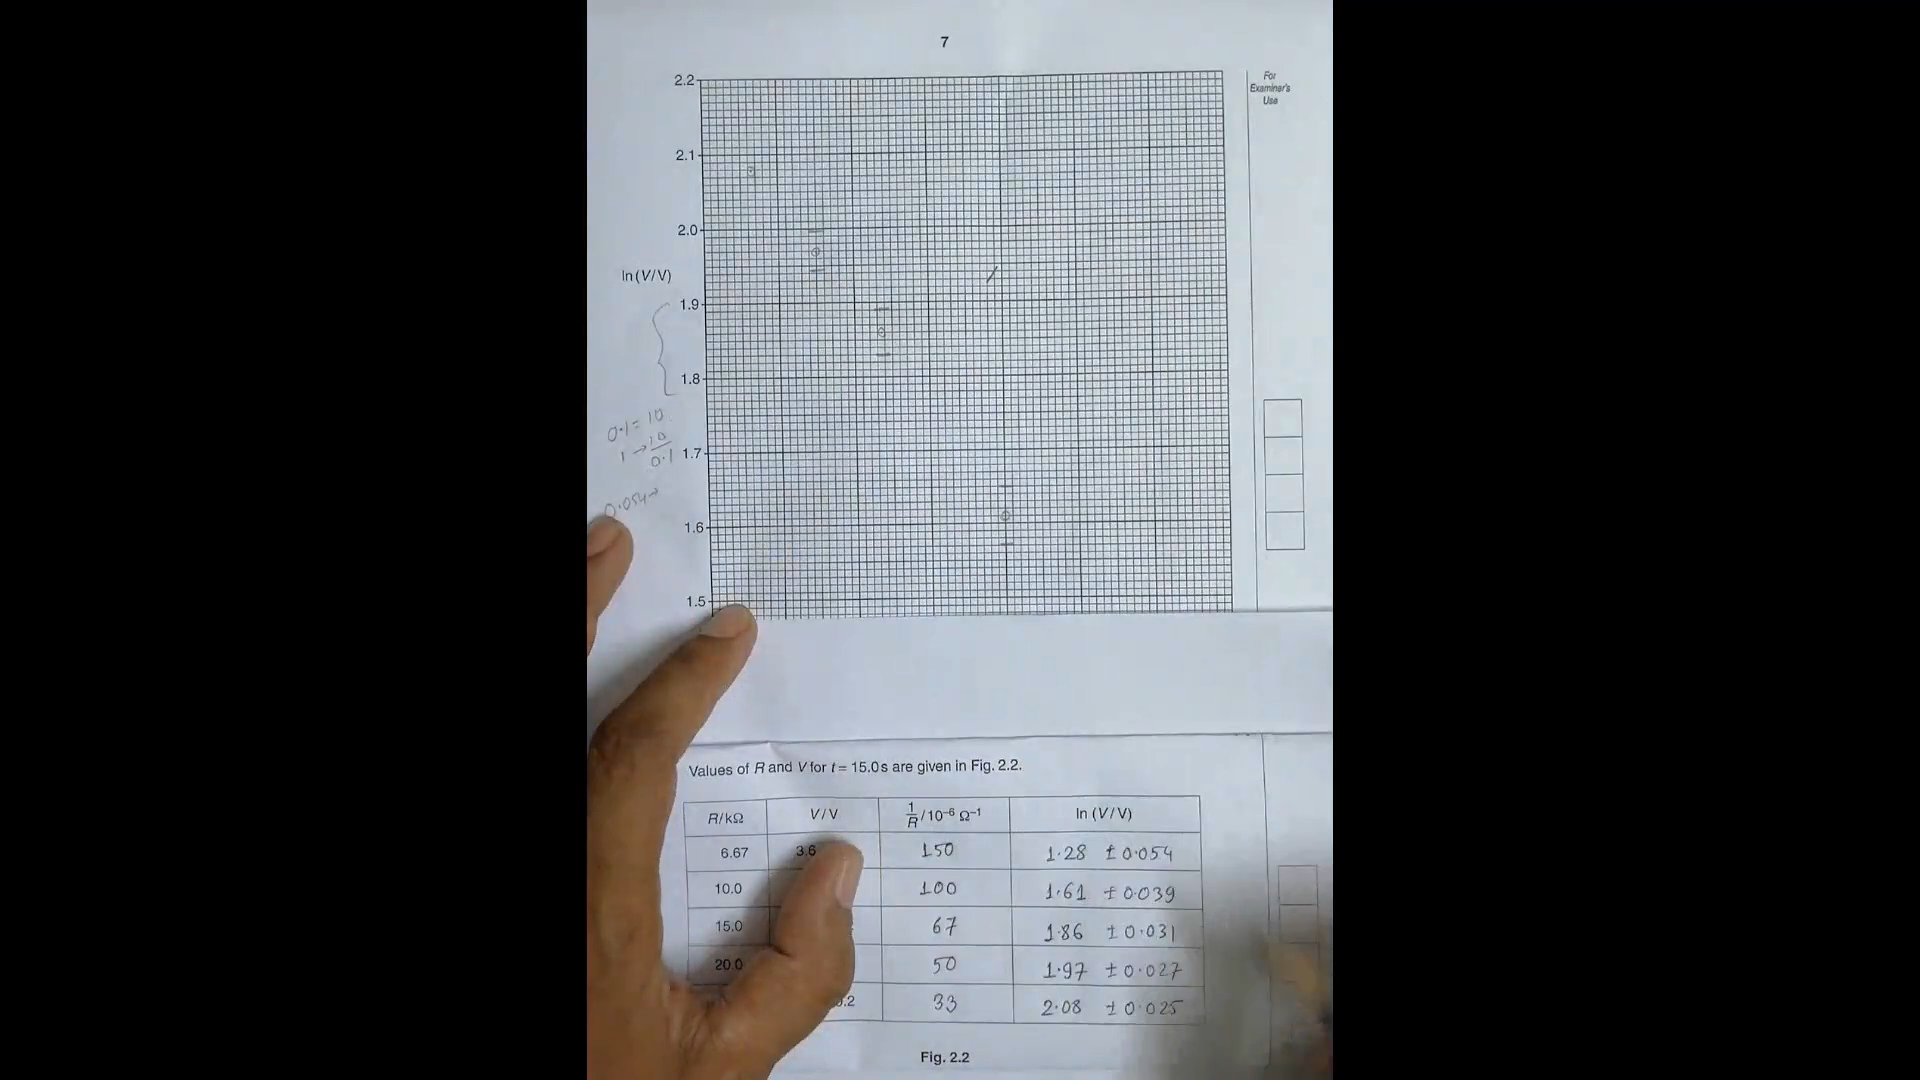 7
For
Examiner's
Use
2.2
2.1
2.0
ln (V/V)
1.9
1.8
0.1 = 10
1 → 10/0.1
1.7
0.054→
1.6
1.5
Values of R and V for t = 15.0 s are given in Fig. 2.2.
R/kΩ V/V 1/R /10⁻⁶ Ω⁻¹ ln (V/V)
6.67 3.6 150 1.28 ± 0.054
10.0 100 1.61 ± 0.039
15.0 67 1.86 ± 0.031
20.0 50 1.97 ± 0.027
33 2.08 ± 0.025
Fig. 2.2